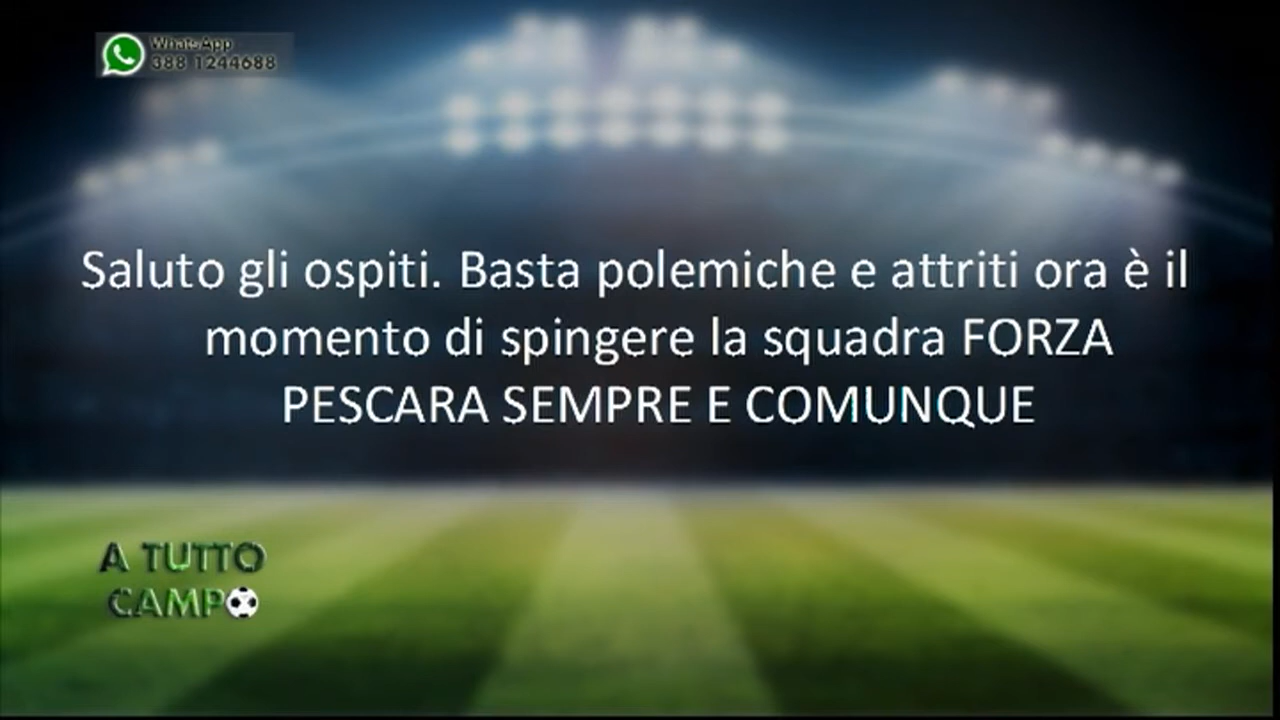 WhatsApp
388 1244688
Saluto gli ospiti. Basta polemiche e attriti ora è il
momento di spingere la squadra FORZA
PESCARA SEMPRE E COMUNQUE
A TUTTO
CAMPO